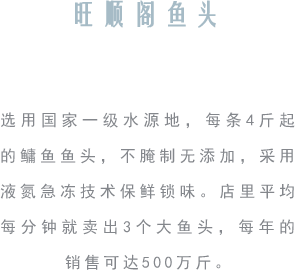 旺顺阁鱼头
选用国家一级水源地，每条4斤起
的鳙鱼鱼头，不腌制无添加，采用
液氮急冻技术保鲜锁味。店里平均
每分钟就卖出3个大鱼头，每年的
销售可达500万斤。